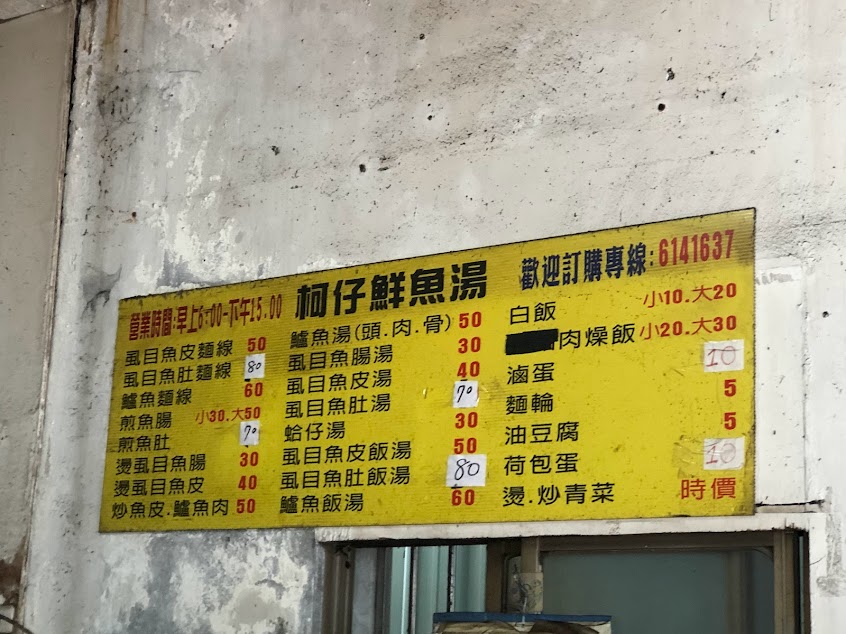 營業時間:早上6:00-下午15.00 柯仔鮮魚湯 歡迎訂購專線:6141637
虱目魚皮麵線 50
虱目魚肚麵線 80
鱸魚麵線 60
煎魚腸 小30.大50
煎魚肚 70
燙虱目魚腸 30
燙虱目魚皮 40
炒魚皮.鱸魚肉 50
鱸魚湯(頭.肉.骨) 50
虱目魚腸湯 30
虱目魚皮湯 40
虱目魚肚湯 70
蛤仔湯 30
虱目魚皮飯湯 50
虱目魚肚飯湯 80
鱸魚飯湯 60
白飯 小10.大20
肉燥飯 小20.大30
滷蛋 10
麵輪 5
油豆腐 5
荷包蛋 10
燙.炒青菜 時價